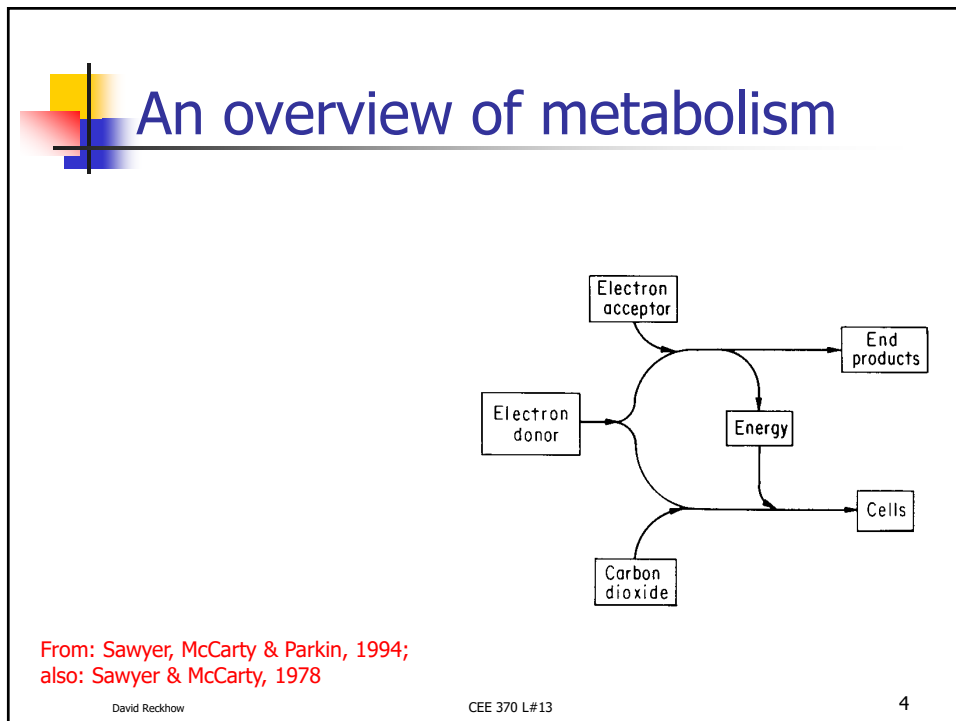 An overview of metabolism
Electron
acceptor
End
products
Electron
donor
Energy
Cells
Carbon
dioxide
From: Sawyer, McCarty & Parkin, 1994;
also: Sawyer & McCarty, 1978
David Reckhow
CEE 370 L#13
4